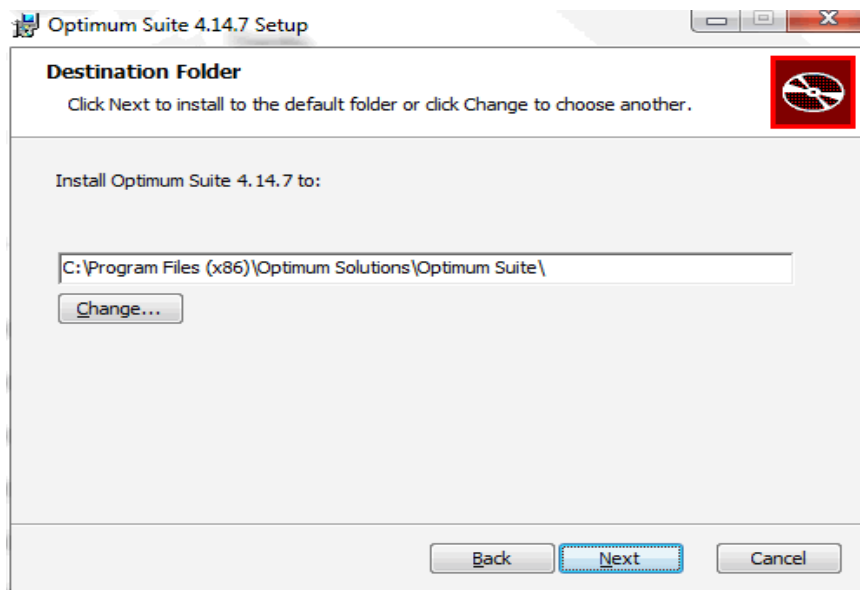 Optimum Suite 4.14.7 Setup
Destination Folder
Click Next to install to the default folder or click Change to choose another.
Install Optimum Suite 4.14.7 to:
C:\Program Files (x86)\Optimum Solutions\Optimum Suite\
Change...
Back Next Cancel